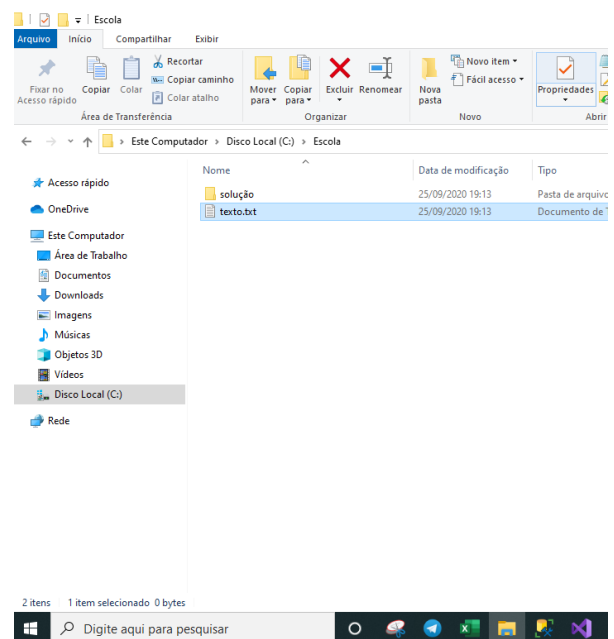 Escola
Arquivo Início Compartilhar Exibir
Fixar no Acesso rápido
Copiar
Colar
Recortar
Copiar caminho
Colar atalho
Mover para
Copiar para
Excluir
Renomear
Nova pasta
Novo item
Fácil acesso
Propriedades
Área de Transferência Organizar Novo Abrir
Este Computador > Disco Local (C:) > Escola
Nome Data de modificação Tipo
solução 25/09/2020 19:13 Pasta de arquivo
texto.txt 25/09/2020 19:13 Documento de T
Acesso rápido
OneDrive
Este Computador
Área de Trabalho
Documentos
Downloads
Imagens
Músicas
Objetos 3D
Vídeos
Disco Local (C:)
Rede
2 itens 1 item selecionado 0 bytes
Digite aqui para pesquisar